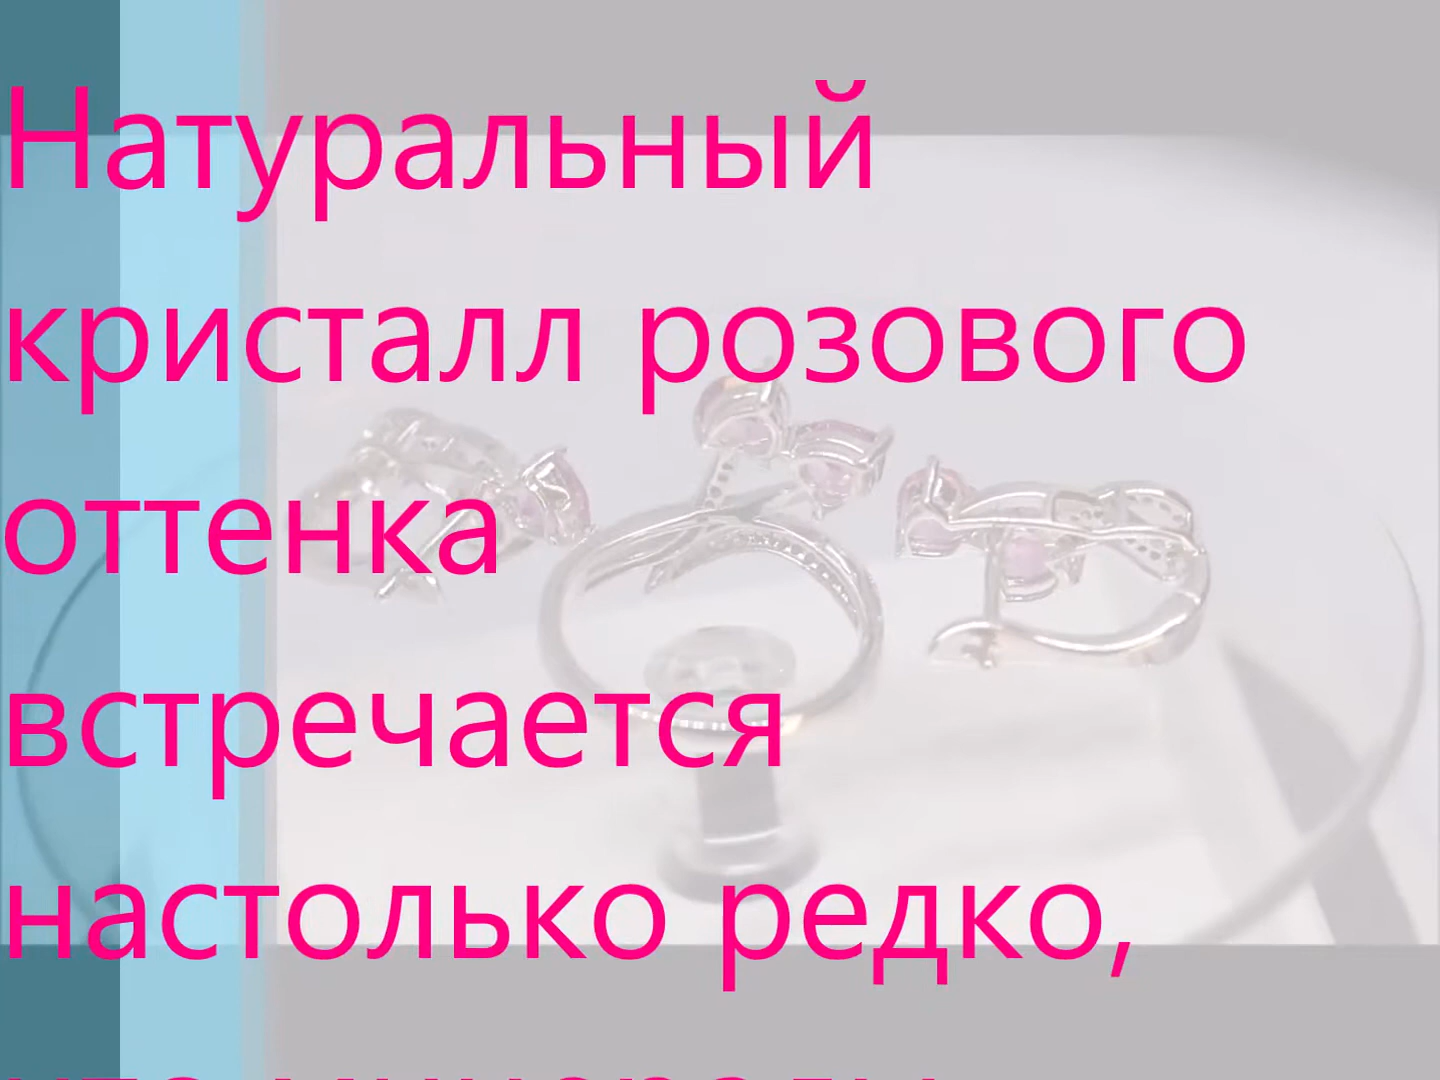 Натуральный
кристалл розового
оттенка
встречается
настолько редко,